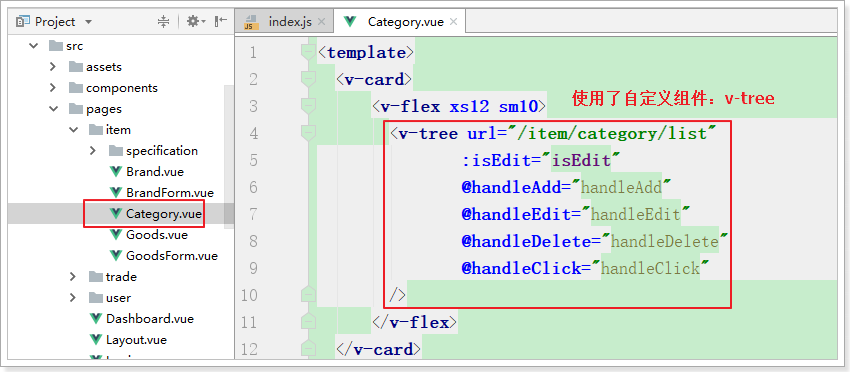 Project
src
assets
components
pages
item
specification
Brand.vue
BrandForm.vue
Category.vue
Goods.vue
GoodsForm.vue
trade
user
Dashboard.vue
Layout.vue
JS index.js × Category.vue ×
1 <template>
2 <v-card>
3 <v-flex xs12 sm10>
使用了自定义组件：v-tree
4 <v-tree url="/item/category/list"
5 :isEdit="isEdit"
6 @handleAdd="handleAdd"
7 @handleEdit="handleEdit"
8 @handleDelete="handleDelete"
9 @handleClick="handleClick"
10 />
11 </v-flex>
12 </v-card>